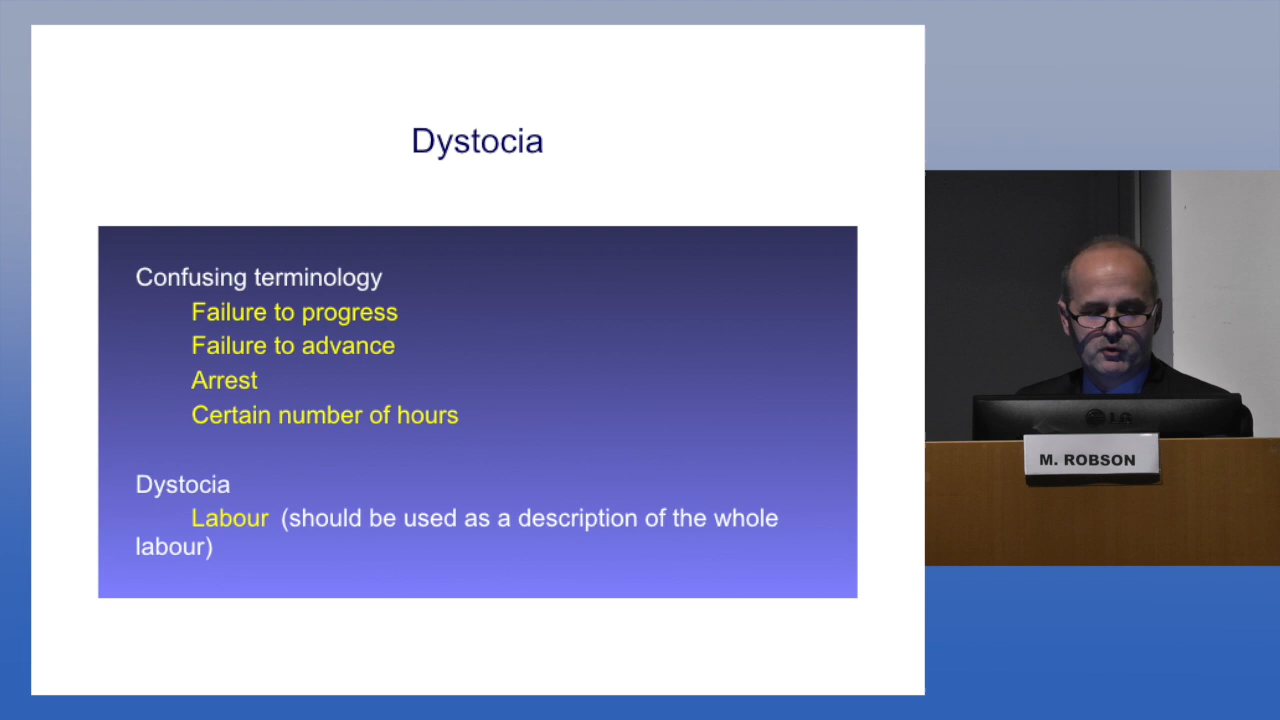 Dystocia
Confusing terminology
Failure to progress
Failure to advance
Arrest
Certain number of hours
Dystocia
Labour (should be used as a description of the whole
labour)
LG
M. ROBSON